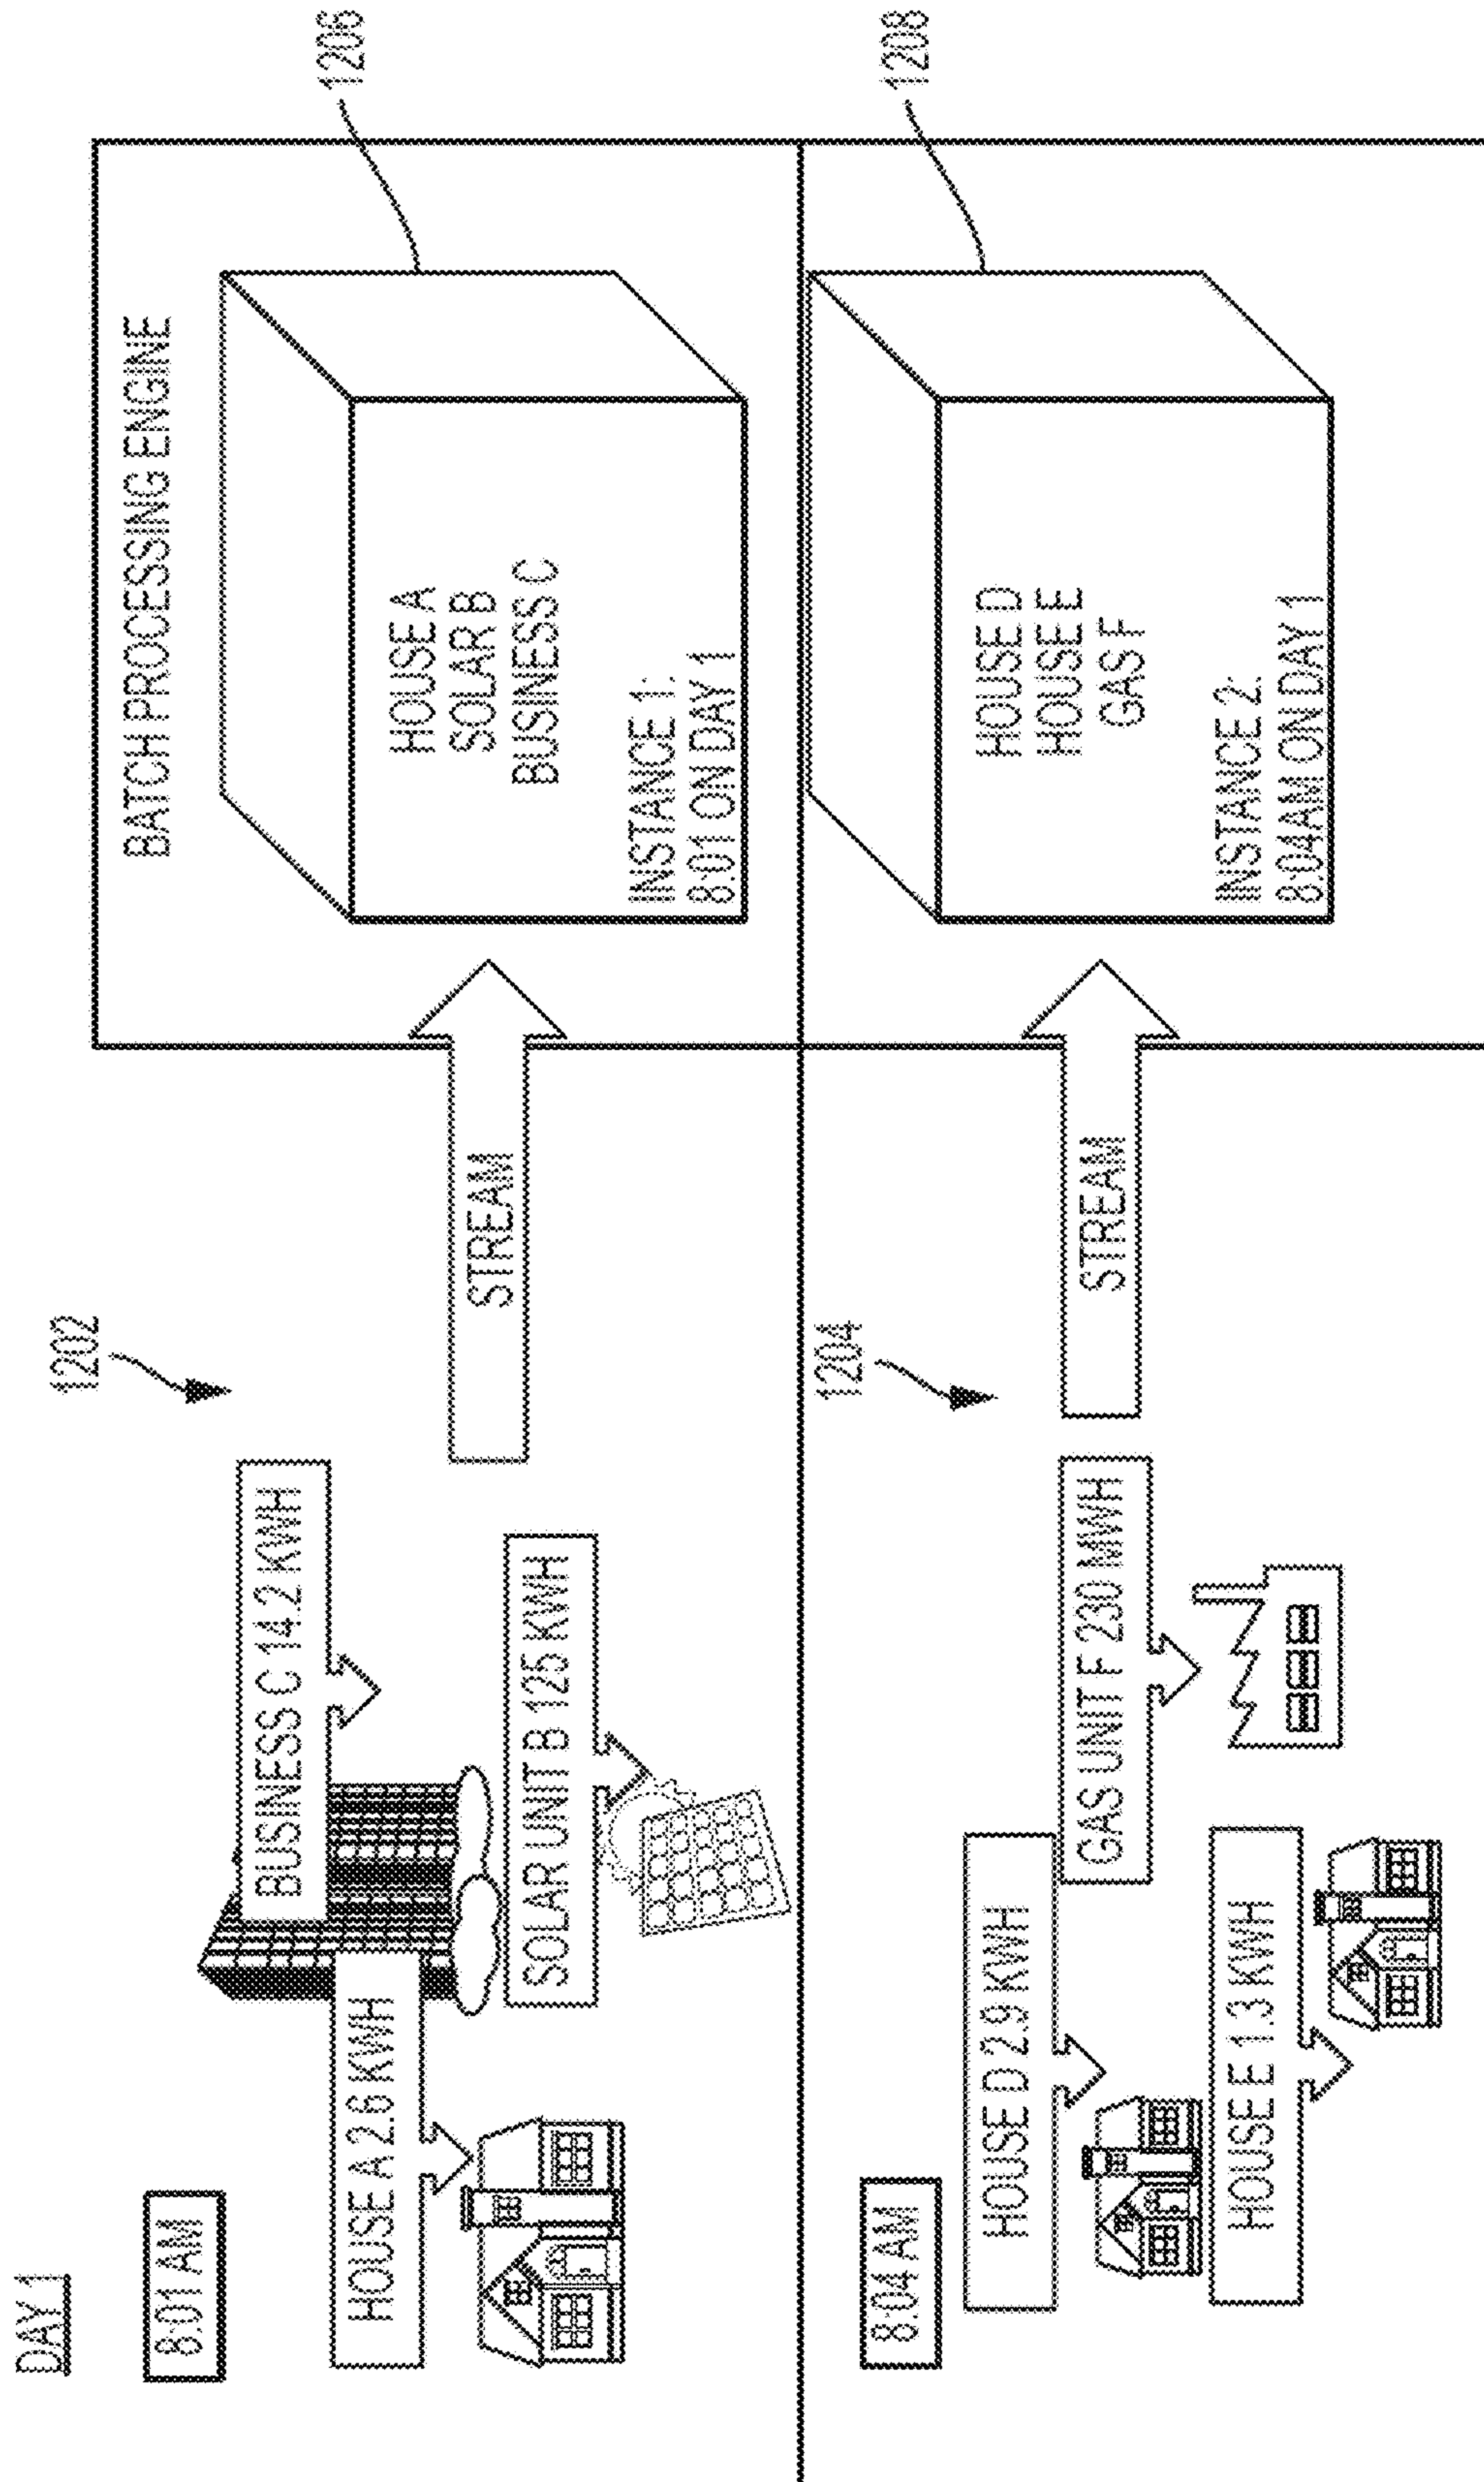 DAY 1
8:01 AM
1202
BUSINESS C 14.2 KWH
HOUSE A 2.6 KWH
SOLAR UNIT B 125 KWH
STREAM
BATCH PROCESSING ENGINE
HOUSE A
SOLAR B
BUSINESS C
INSTANCE 1:
8:01 ON DAY 1
1206
8:04 AM
1204
HOUSE D 2.9 KWH
GAS UNIT F 230 MWH
HOUSE E 1.3 KWH
STREAM
HOUSE D
HOUSE E
GAS F
INSTANCE 2:
8:04AM ON DAY 1
1208